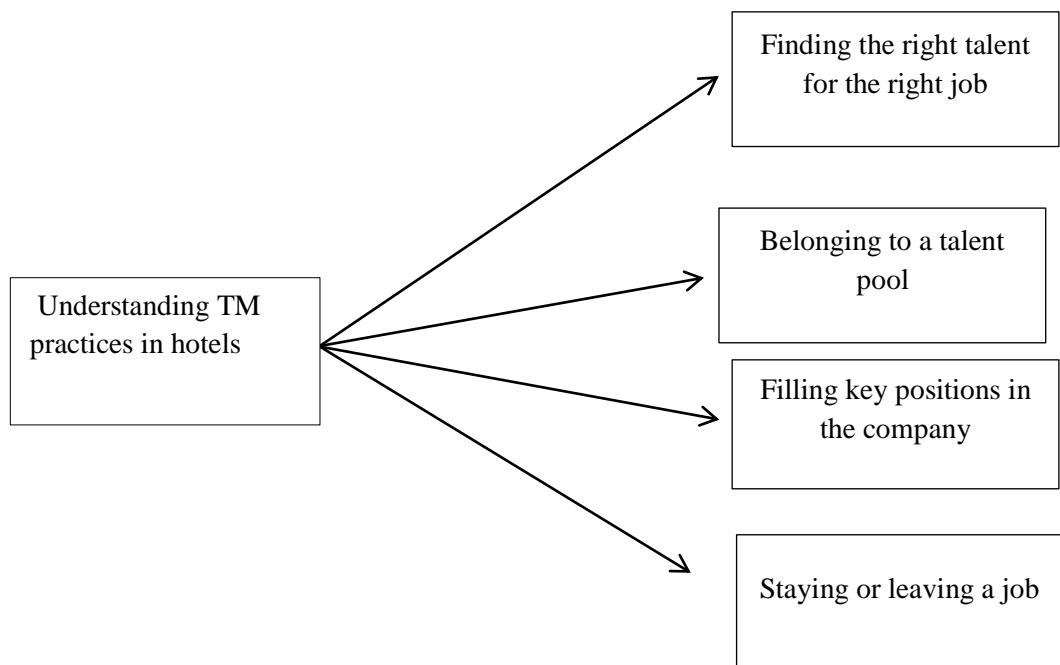 Finding the right talent
for the right job
Belonging to a talent
pool
Understanding TM
practices in hotels
Filling key positions in
the company
Staying or leaving a job